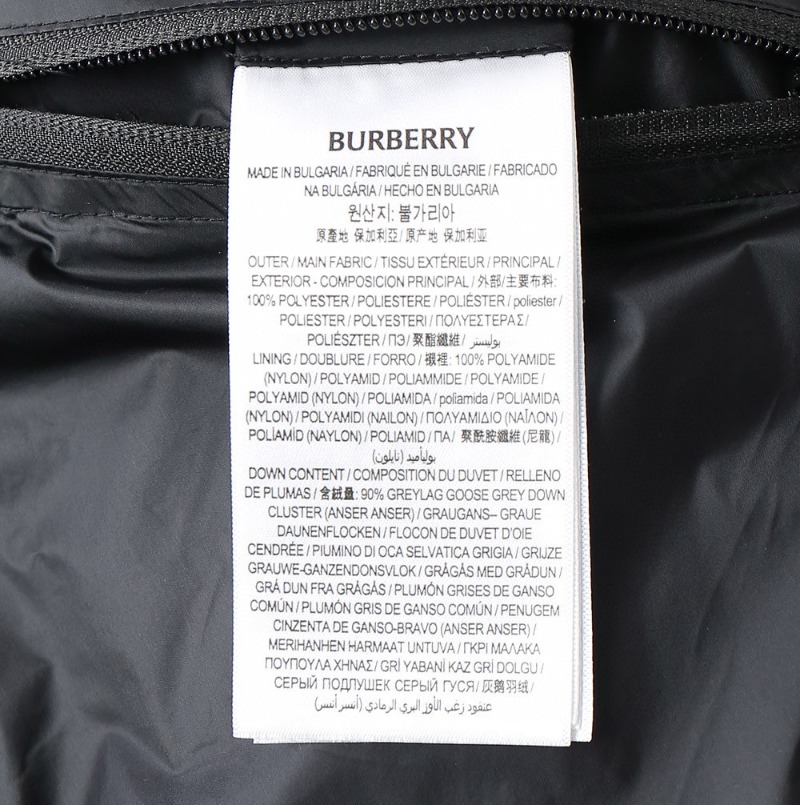 BURBERRY
MADE IN BULGARIA / FABRIQUÉ EN BULGARIE / FABRICADO
NA BULGÁRIA / HECHO EN BULGARIA
원산지: 불가리아
原產地 保加利亞/ 原产地 保加利亚
OUTER / MAIN FABRIC / TISSU EXTÉRIEUR / PRINCIPAL /
EXTERIOR - COMPOSICION PRINCIPAL / 外部/主要布料:
100% POLYESTER / POLIESTERE / POLIÉSTER / poliester /
POLIESTER / POLYESTERI / ΠΟΛΥΕΣΤΕΡΑΣ /
POLIÉSZTER / ПЭ / 聚酯纖維 / بوليستر
LINING / DOUBLURE / FORRO / 襯裡: 100% POLYAMIDE
(NYLON) / POLYAMID / POLIAMMIDE / POLYAMIDE /
POLYAMID (NYLON) / POLIAMIDA / poliamida / POLIAMIDA
(NYLON) / POLYAMIDI (NAILON) / ΠΟΛΥΑΜΙΔΙΟ (ΝΑΪΛΟΝ) /
POLÍAMÍD (NAYLON) / POLIAMID / ПА / 聚酰胺纖維 (尼龍) /
بوليأميد (نايلون)
DOWN CONTENT / COMPOSITION DU DUVET / RELLENO
DE PLUMAS / 含絨量: 90% GREYLAG GOOSE GREY DOWN
CLUSTER (ANSER ANSER) / GRAUGANS– GRAUE
DAUNENFLOCKEN / FLOCON DE DUVET D'OIE
CENDRÉE / PIUMINO DI OCA SELVATICA GRIGIA / GRIJZE
GRAUWE-GANZENDONSVLOK / GRÅGÅS MED GRÅDUN /
GRÅ DUN FRA GRÅGÅS / PLUMÓN GRISES DE GANSO
COMÚN / PLUMÓN GRIS DE GANSO COMÚN / PENUGEM
CINZENTA DE GANSO-BRAVO (ANSER ANSER) /
MERIHANHEN HARMAAT UNTUVA / ΓΚΡΙ ΜΑΛΑΚΑ
ΠΟΥΠΟΥΛΑ ΧΗΝΑΣ / GRİ YABANİ KAZ GRİ DOLGU /
СЕРЫЙ ПОДПУШЕК СЕРЫЙ ГУСЯ / 灰鹅羽绒 /
عنقود زغب الأوز البري الرمادي (أنسر أنسر)